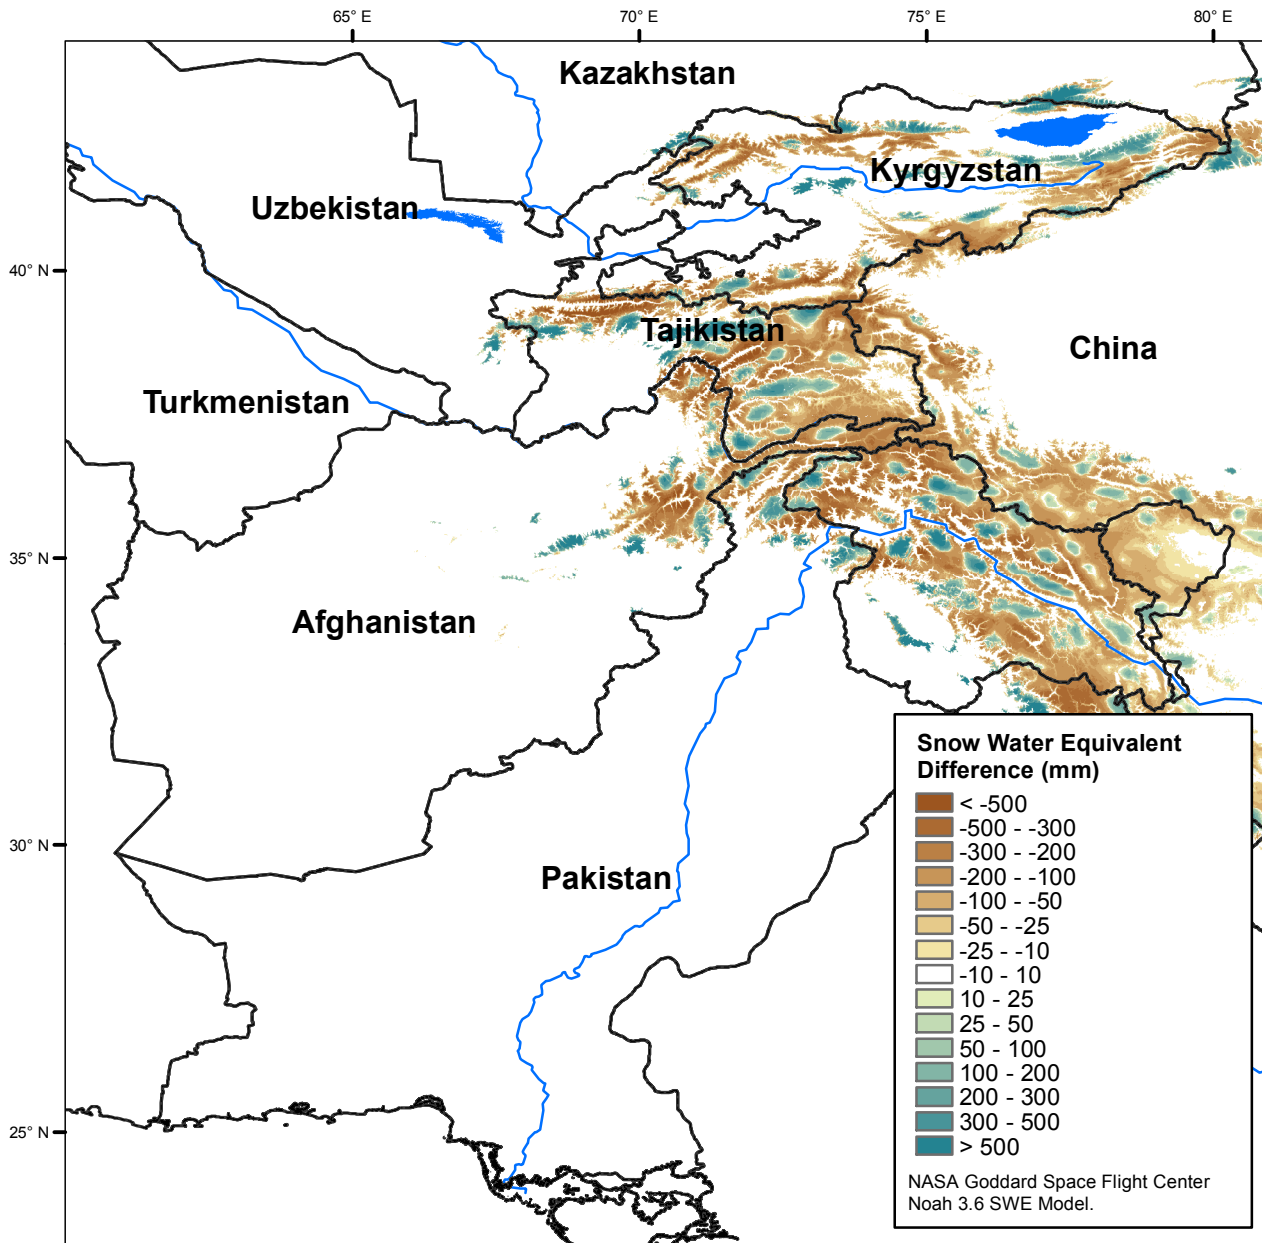 65° E
70° E
75° E
80° E
Kazakhstan
Kyrgyzstan
Uzbekistan
40° N
Tajikistan
China
Turkmenistan
35° N
Afghanistan
30° N
Pakistan
25° N
Snow Water Equivalent
Difference (mm)
< -500
-500 - -300
-300 - -200
-200 - -100
-100 - -50
-50 - -25
-25 - -10
-10 - 10
10 - 25
25 - 50
50 - 100
100 - 200
200 - 300
300 - 500
> 500
NASA Goddard Space Flight Center
Noah 3.6 SWE Model.